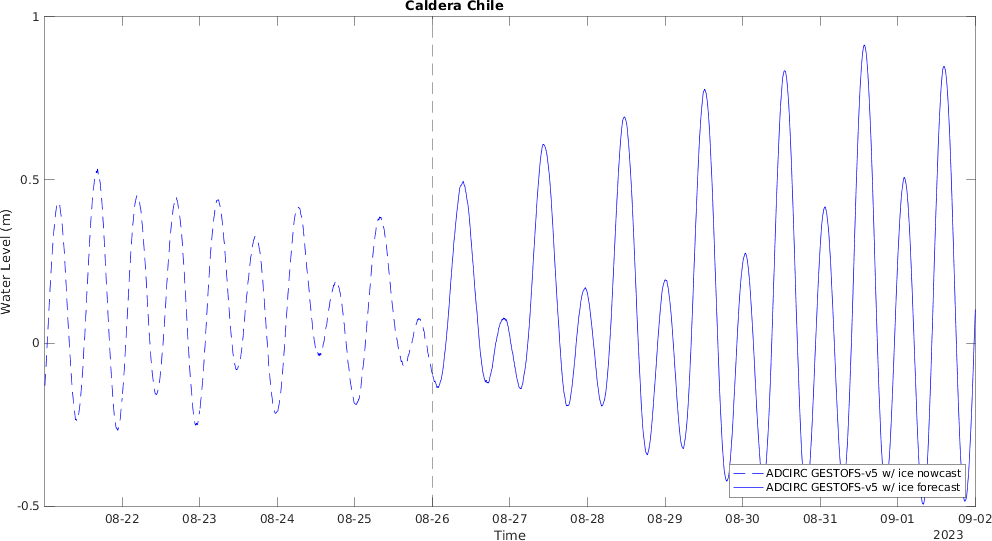 Caldera Chile
Water Level (m)
1
0.5
0
-0.5
ADCIRC GESTOFS-v5 w/ ice nowcast
ADCIRC GESTOFS-v5 w/ ice forecast
08-22 08-23 08-24 08-25 08-26 08-27 08-28 08-29 08-30 08-31 09-01 09-02
Time
2023